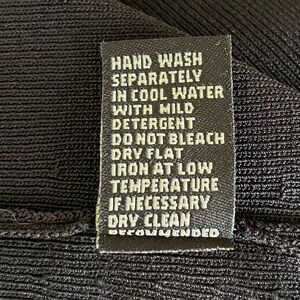 HAND WASH
SEPARATELY
IN COOL WATER
WITH MILD
DETERGENT
DO NOT BLEACH
DRY FLAT
IRON AT LOW
TEMPERATURE
IF NECESSARY
DRY CLEAN
RECOMMENDED